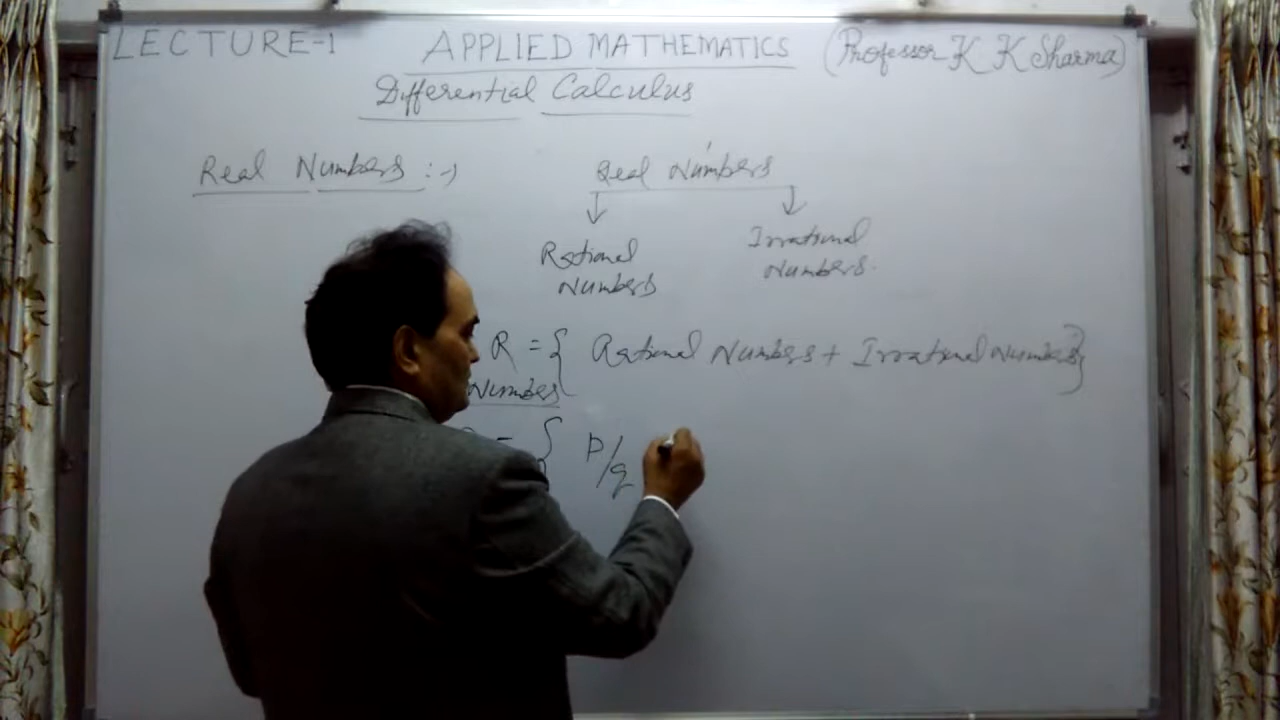 LECTURE-1 APPLIED MATHEMATICS (Professor K K Sharma)
Differential Calculus
Real Numbers :→ Real Numbers
Rational Numbers
Irrational Numbers.
R = { Rational Numbers + Irrational Numbers}
Numbers
= { P/q